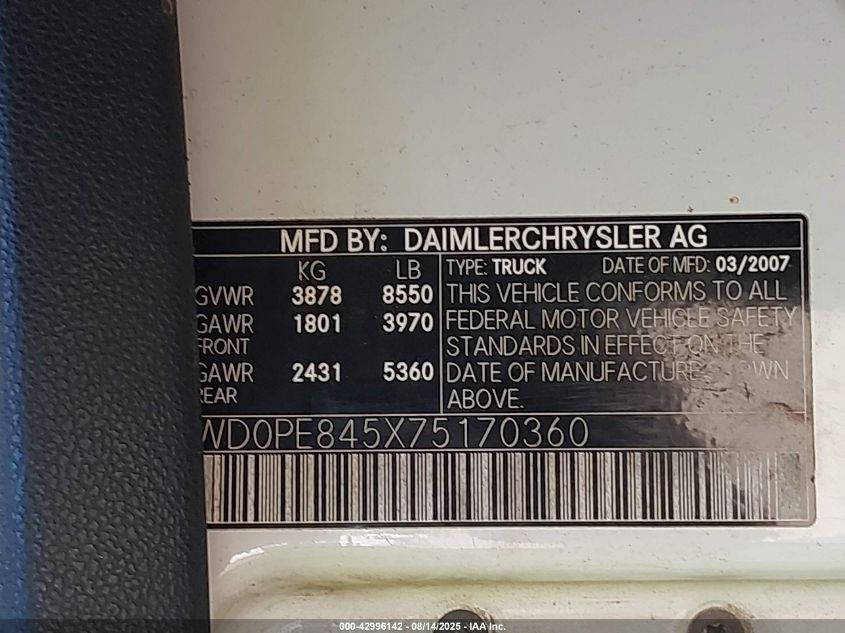 MFD BY: DAIMLERCHRYSLER AG
KG LB TYPE: TRUCK DATE OF MFD: 03/2007
GVWR 3878 8550 THIS VEHICLE CONFORMS TO ALL
GAWR 1801 3970 FEDERAL MOTOR VEHICLE SAFETY
FRONT STANDARDS IN EFFECT ON THE
GAWR 2431 5360 DATE OF MANUFACTURE SHOWN
REAR ABOVE.
WD0PE845X75170360
000-42996142 - 08/14/2025 - IAA Inc.